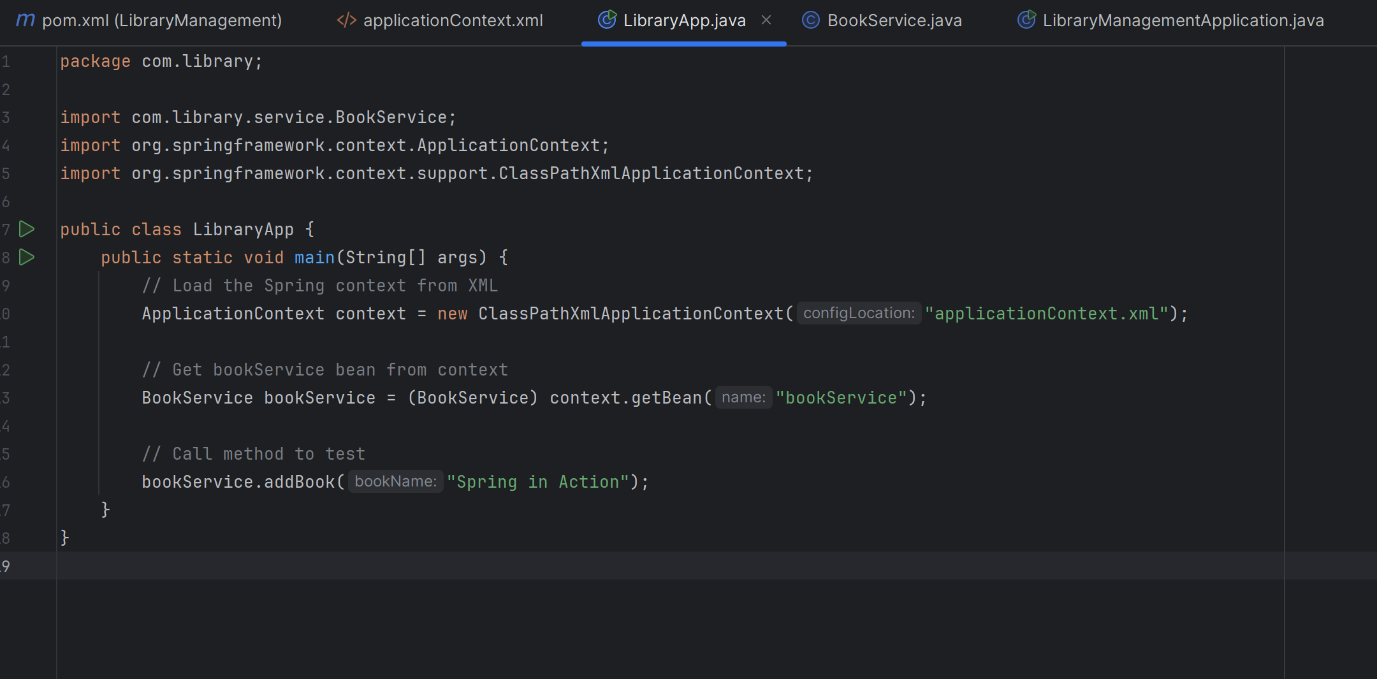 pom.xml (LibraryManagement) applicationContext.xml LibraryApp.java BookService.java LibraryManagementApplication.java
1 package com.library;
2
3 import com.library.service.BookService;
4 import org.springframework.context.ApplicationContext;
5 import org.springframework.context.support.ClassPathXmlApplicationContext;
6
7 public class LibraryApp {
8 public static void main(String[] args) {
9 // Load the Spring context from XML
0 ApplicationContext context = new ClassPathXmlApplicationContext( configLocation: "applicationContext.xml");
1
2 // Get bookService bean from context
3 BookService bookService = (BookService) context.getBean( name: "bookService");
4
5 // Call method to test
6 bookService.addBook( bookName: "Spring in Action");
7 }
8 }
9